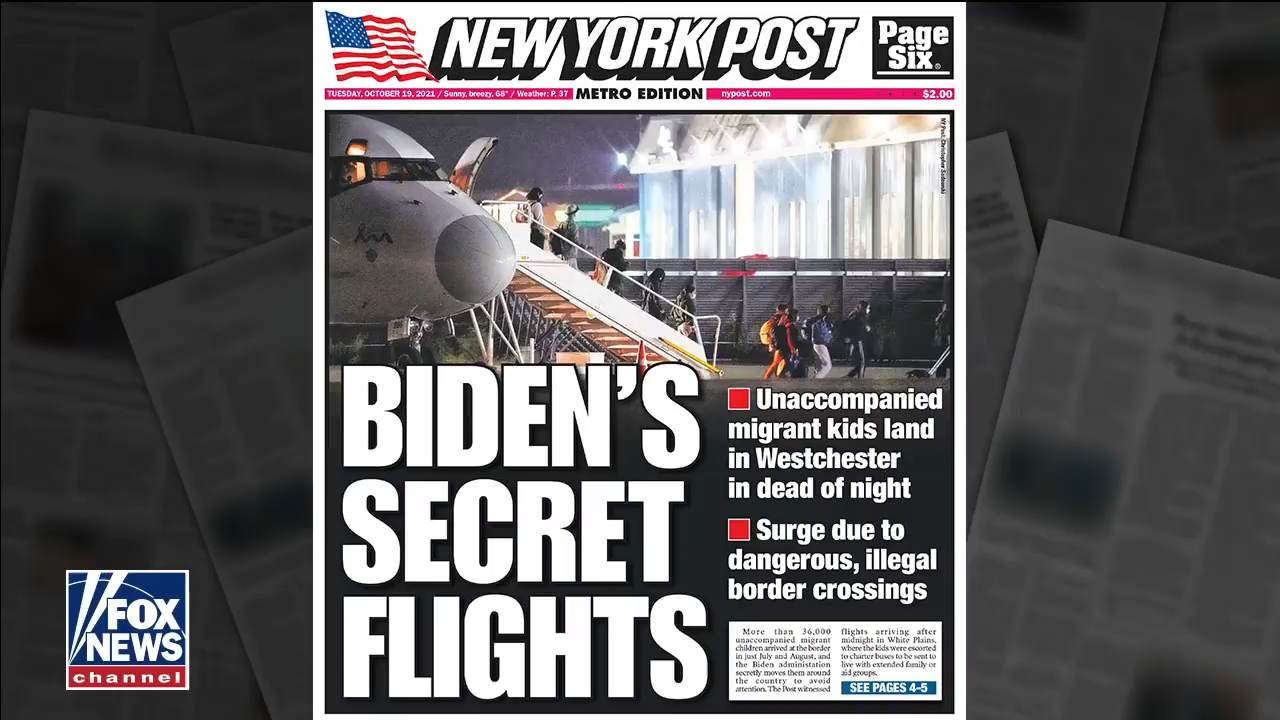 NEW YORK POST
Page
Six®
TUESDAY, OCTOBER 19, 2021 / Sunny, breezy, 68° / Weather: P. 37
METRO EDITION
nypost.com
$2.00
NY Post: Christopher Sadowski
BIDEN'S
SECRET
FLIGHTS
Unaccompanied
migrant kids land
in Westchester
in dead of night
Surge due to
dangerous, illegal
border crossings
More than 36,000
unaccompanied migrant
children arrived at the border
in just July and August, and
the Biden administation
secretly moves them around
the country to avoid
attention. The Post witnessed
flights arriving after
midnight in White Plains,
where the kids were escorted
to charter buses to be sent to
live with extended family or
aid groups.
SEE PAGES 4-5
FOX
NEWS
channel